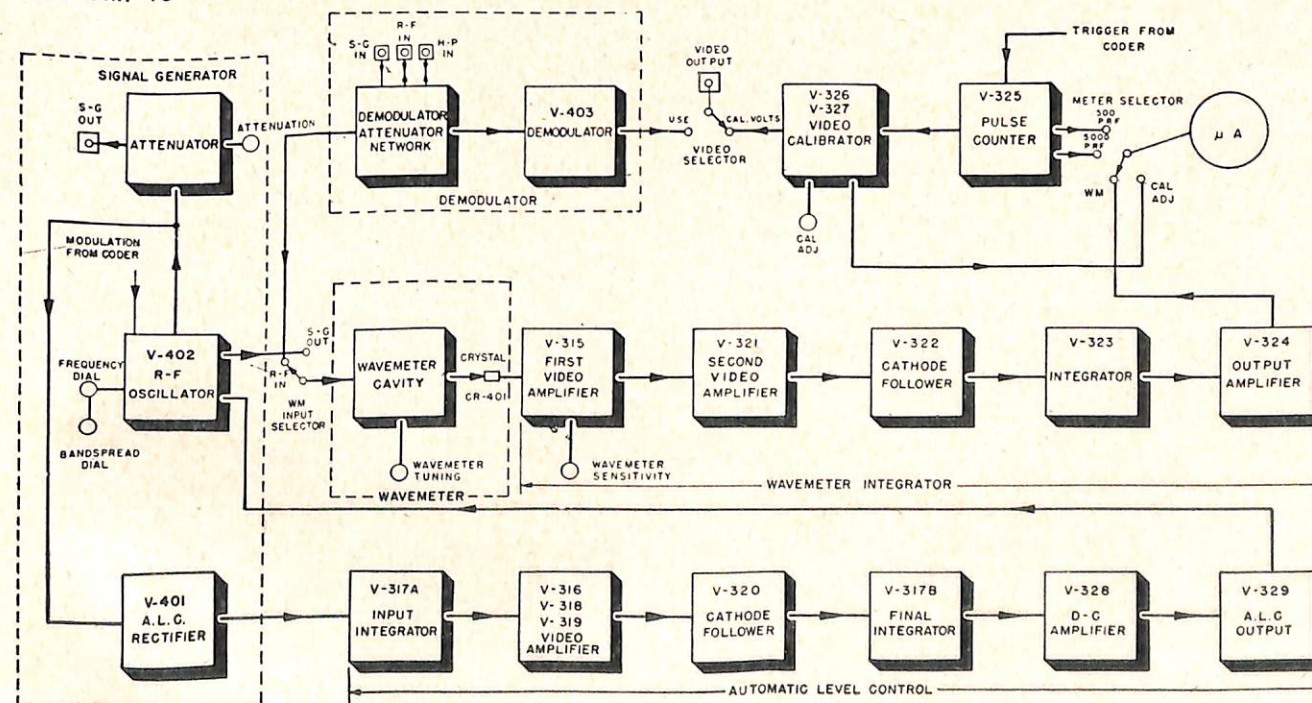 SIGNAL GENERATOR
S-G
OUT
ATTENUATOR
ATTENUATION
MODULATION
FROM CODER
V-402
R-F
OSCILLATOR
FREQUENCY
DIAL
BANDSPREAD
DIAL
V-401
A.L.C.
RECTIFIER
S-G
IN
R-F
IN
H-P
IN
DEMODULATOR
ATTENUATOR
NETWORK
V-403
DEMODULATOR
DEMODULATOR
VIDEO
OUTPUT
USE
CAL. VOLTS
VIDEO
SELECTOR
V-326
V-327
VIDEO
CALIBRATOR
CAL
ADJ
TRIGGER FROM
CODER
V-325
PULSE
COUNTER
METER SELECTOR
500
PRF
5000
PRF
WM
CAL
ADJ
μA
S-G
OUT
R-F
IN
WM
INPUT
SELECTOR
WAVEMETER
CAVITY
CRYSTAL
CR-401
WAVEMETER
TUNING
WAVEMETER
V-315
FIRST
VIDEO
AMPLIFIER
WAVEMETER
SENSITIVITY
V-321
SECOND
VIDEO
AMPLIFIER
V-322
CATHODE
FOLLOWER
V-323
INTEGRATOR
V-324
OUTPUT
AMPLIFIER
WAVEMETER INTEGRATOR
V-317A
INPUT
INTEGRATOR
V-316
V-318
V-319
VIDEO
AMPLIFIER
V-320
CATHODE
FOLLOWER
V-317B
FINAL
INTEGRATOR
V-328
D-C
AMPLIFIER
V-329
A.L.C
OUTPUT
AUTOMATIC LEVEL CONTROL